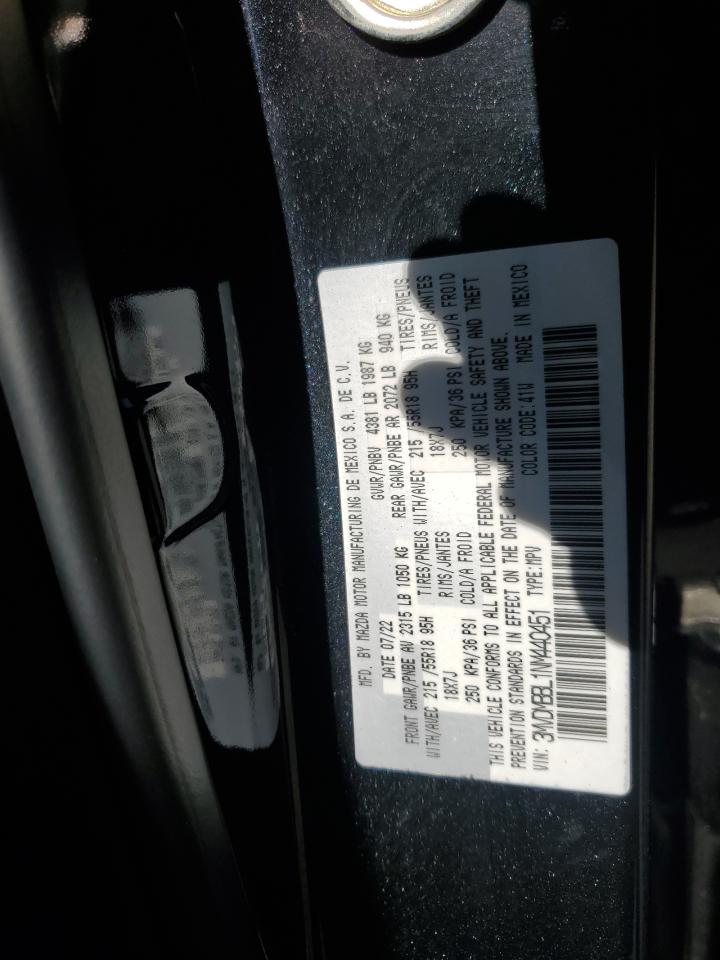 MFD. BY MAZDA MOTOR MANUFACTURING DE MEXICO S.A. DE C.V.
DATE 07/22 GVWR/PNBV 4381 LB 1987 KG
FRONT GAWR/PNBE AV 2315 LB 1050 KG REAR GAWR/PNBE AR 2072 LB 940 KG
WITH/AVEC 215 /55R18 95H TIRES/PNEUS WITH/AVEC 215 /55R18 95H TIRES/PNEUS
18X7J RIMS/JANTES 18X7J RIMS/JANTES
250 KPA/36 PSI COLD/A FROID 250 KPA/36 PSI COLD/A FROID
THIS VEHICLE CONFORMS TO ALL APPLICABLE FEDERAL MOTOR VEHICLE SAFETY AND THEFT
PREVENTION STANDARDS IN EFFECT ON THE DATE OF MANUFACTURE SHOWN ABOVE.
VIN: 3MVDMBBL1NM440451 TYPE:MPV COLOR CODE:41W MADE IN MEXICO